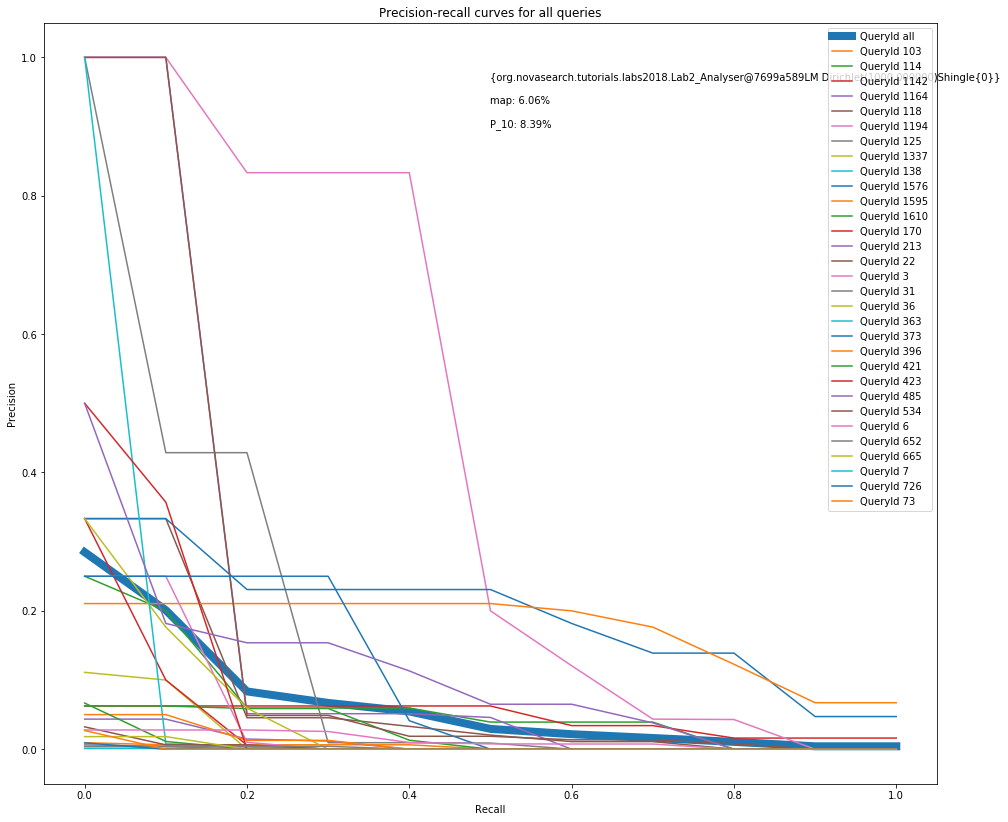 Precision-recall curves for all queries
{org.novasearch.tutorials.labs2018.Lab2_Analyser@7699a589LM Shingle{0}}
map: 6.06%
P_10: 8.39%
QueryId all
QueryId 103
QueryId 114
QueryId 1142
QueryId 1164
QueryId 118
QueryId 1194
QueryId 125
QueryId 1337
QueryId 138
QueryId 1576
QueryId 1595
QueryId 1610
QueryId 170
QueryId 213
QueryId 22
QueryId 3
QueryId 31
QueryId 36
QueryId 363
QueryId 373
QueryId 396
QueryId 421
QueryId 423
QueryId 485
QueryId 534
QueryId 6
QueryId 652
QueryId 665
QueryId 7
QueryId 726
QueryId 73
Precision
1.0
0.8
0.6
0.4
0.2
0.0
0.0 0.2 0.4 0.6 0.8 1.0
Recall